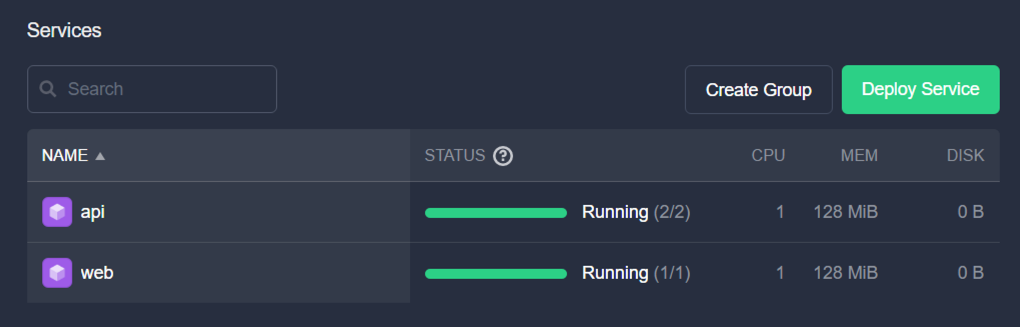 Services
Search
Create Group
Deploy Service
NAME STATUS ? CPU MEM DISK
api Running (2/2) 1 128 MiB 0 B
web Running (1/1) 1 128 MiB 0 B